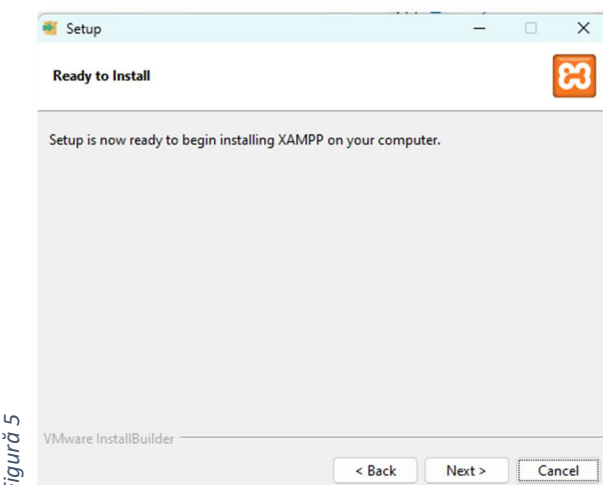 Setup
Ready to Install
Setup is now ready to begin installing XAMPP on your computer.
VMware InstallBuilder
< Back
Next >
Cancel
5